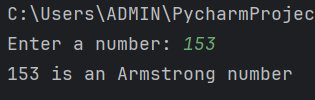 C:\Users\ADMIN\PycharmProjec
Enter a number: 153
153 is an Armstrong number